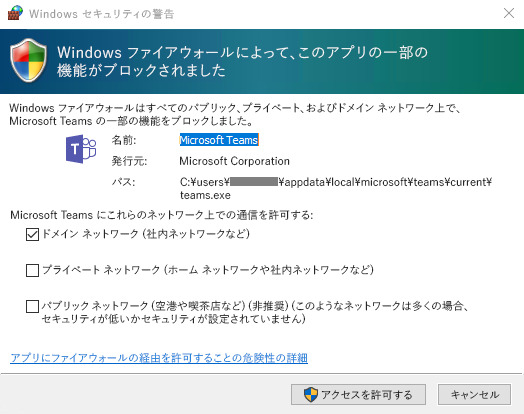 Windows セキュリティの警告
Windows ファイアウォールによって、このアプリの一部の
機能がブロックされました
Windows ファイアウォールはすべてのパブリック、プライベート、およびドメイン ネットワーク上で、
Microsoft Teams の一部の機能をブロックしました。
名前: Microsoft Teams
発行元: Microsoft Corporation
パス: C:¥users¥ ¥appdata¥local¥microsoft¥teams¥current¥
teams.exe
Microsoft Teams にこれらのネットワーク上での通信を許可する:
ドメイン ネットワーク (社内ネットワークなど)
プライベート ネットワーク (ホーム ネットワークや社内ネットワークなど)
パブリック ネットワーク (空港や喫茶店など) (非推奨) (このようなネットワークは多くの場合、
セキュリティが低いかセキュリティが設定されていません)
アプリにファイアウォールの経由を許可することの危険性の詳細
アクセスを許可する キャンセル